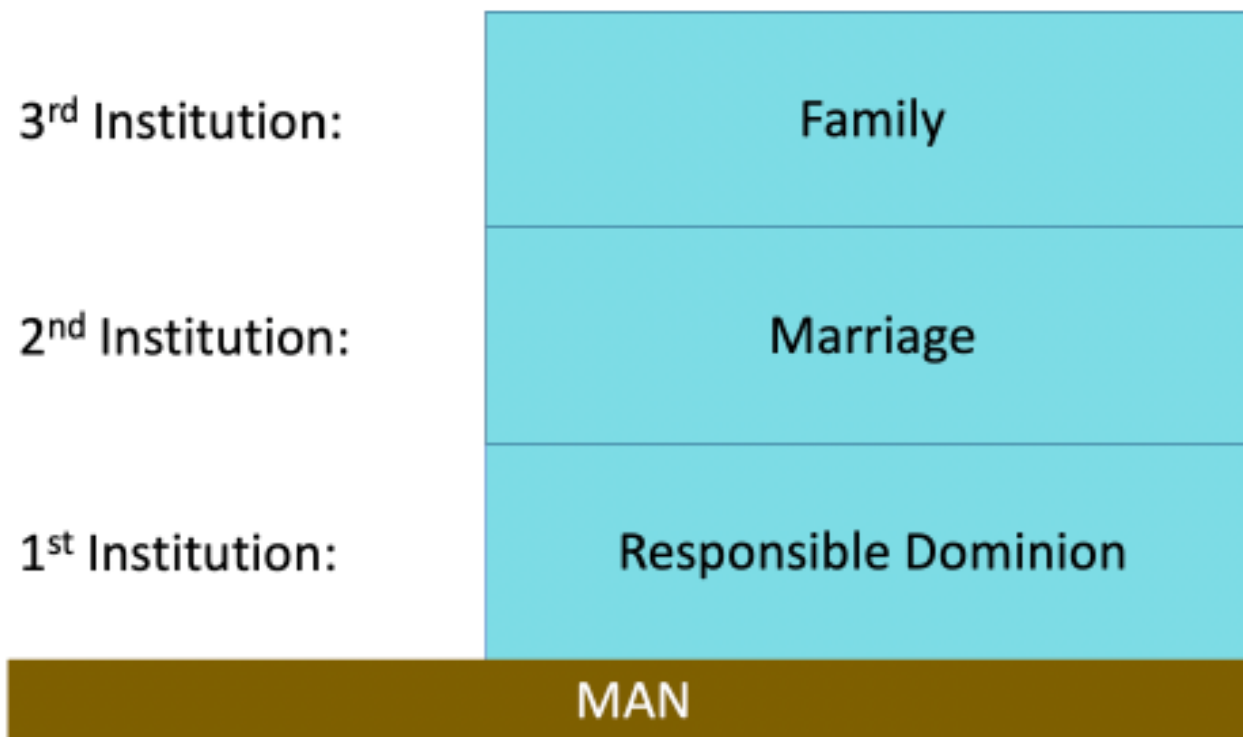 3rd Institution: Family
2nd Institution: Marriage
1st Institution: Responsible Dominion
MAN